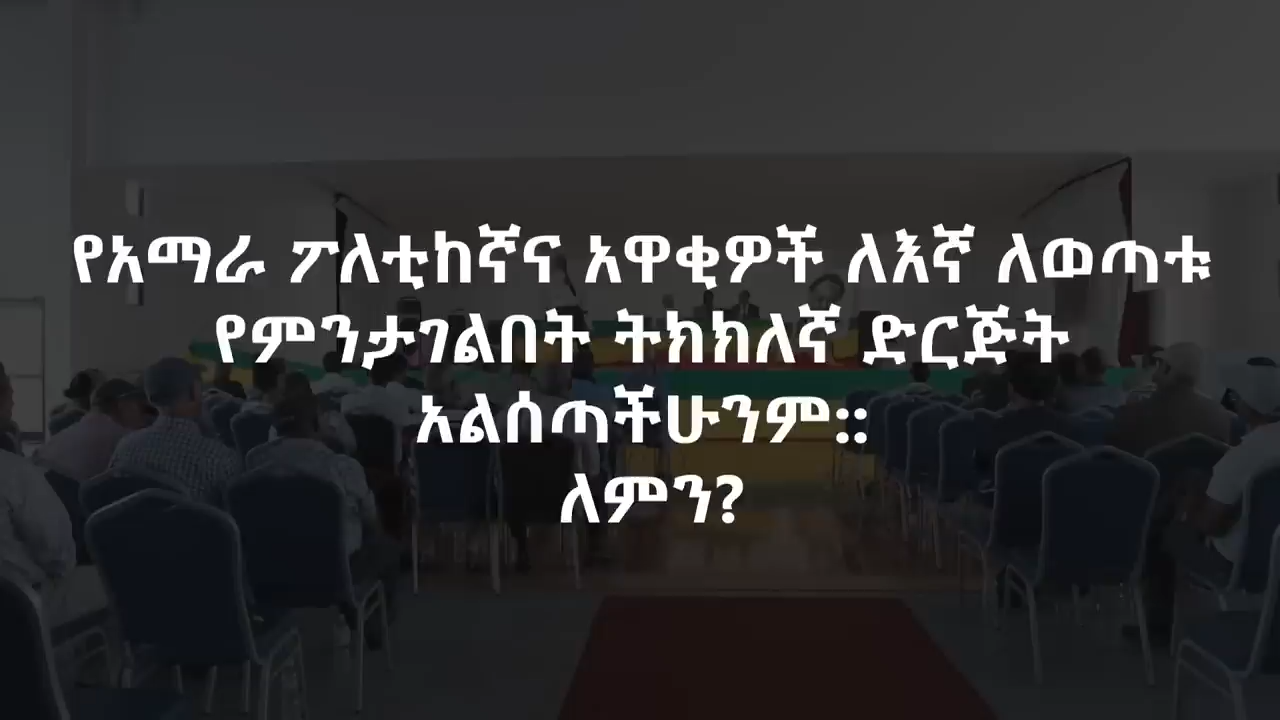 የአማራ ፖለቲከኛና አዋቂዎች ለእኛ ለወጣቱ
የምንታገልበት ትክክለኛ ድርጅት
አልሰጣችሁንም።
ለምን?